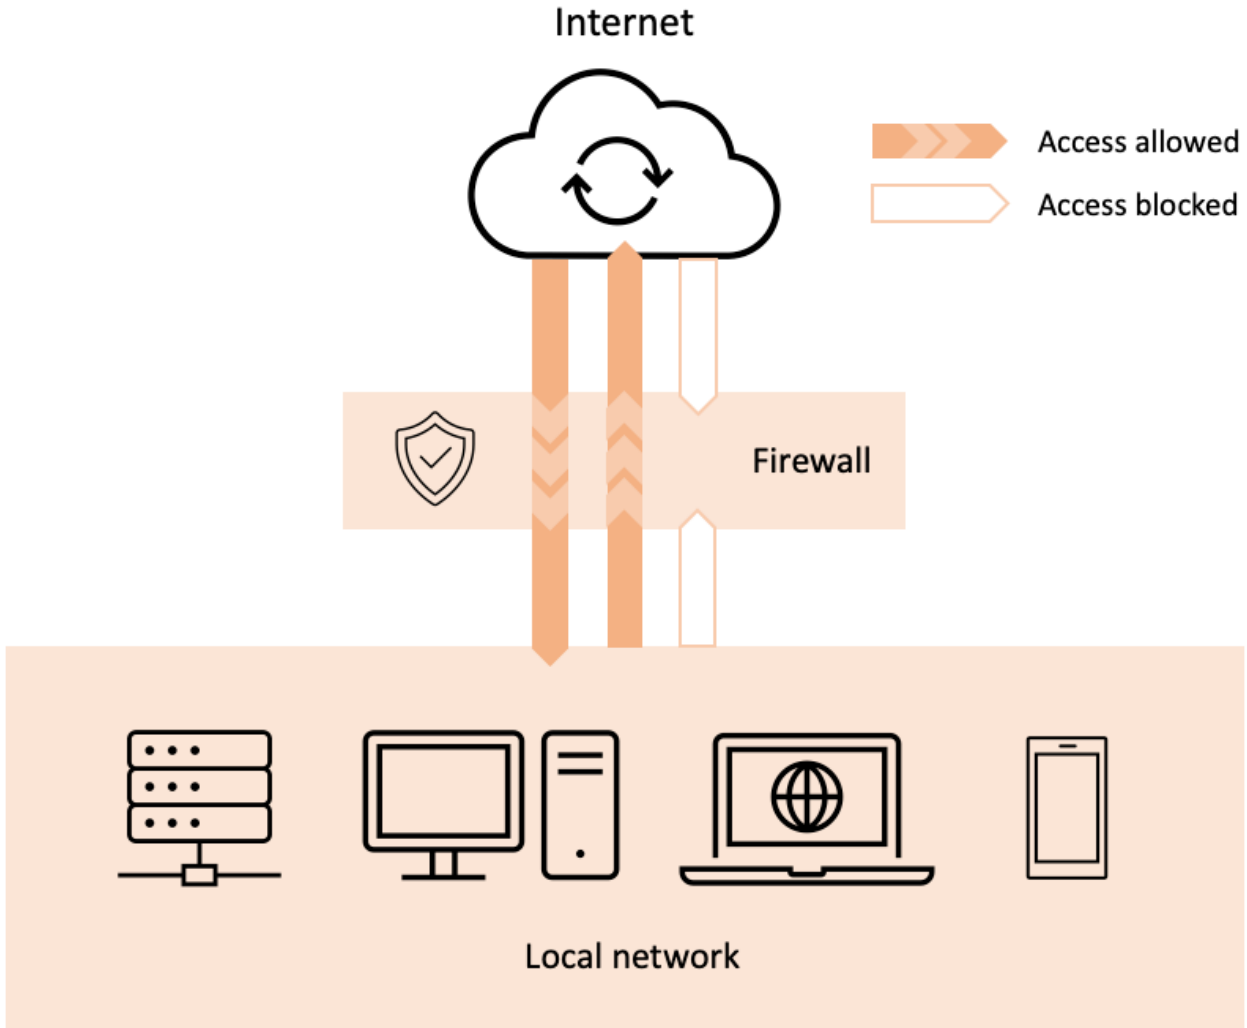 Internet
Access allowed
Access blocked
Firewall
Local network